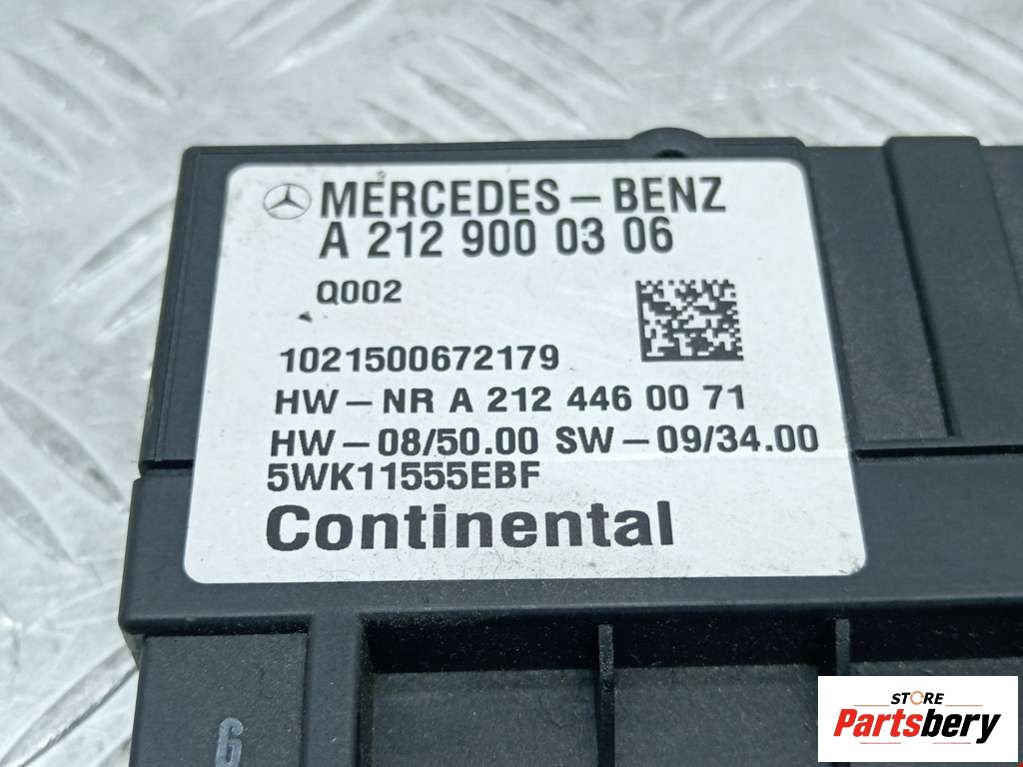 MERCEDES-BENZ
A 212 900 03 06
Q002
1021500672179
HW-NR A 212 446 00 71
HW-08/50.00 SW-09/34.00
5WK11555EBF
Continental
6
STORE
Partsbery